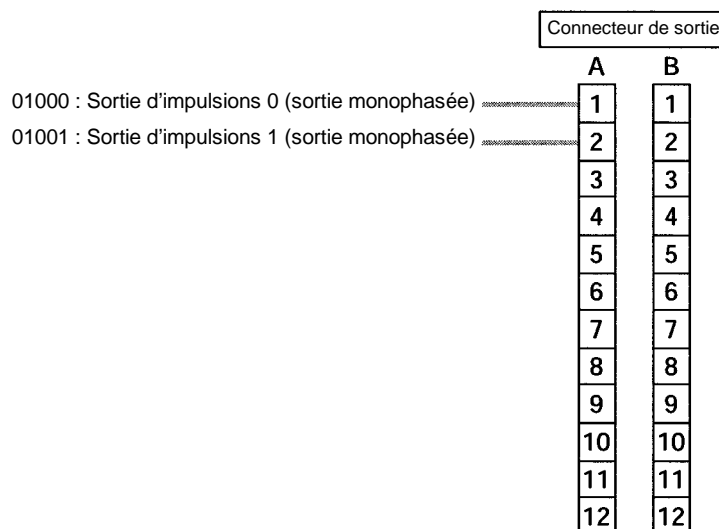 Connecteur de sortie
A B
01000 : Sortie d'impulsions 0 (sortie monophasée) 1 1
01001 : Sortie d'impulsions 1 (sortie monophasée) 2 2
3 3
4 4
5 5
6 6
7 7
8 8
9 9
10 10
11 11
12 12